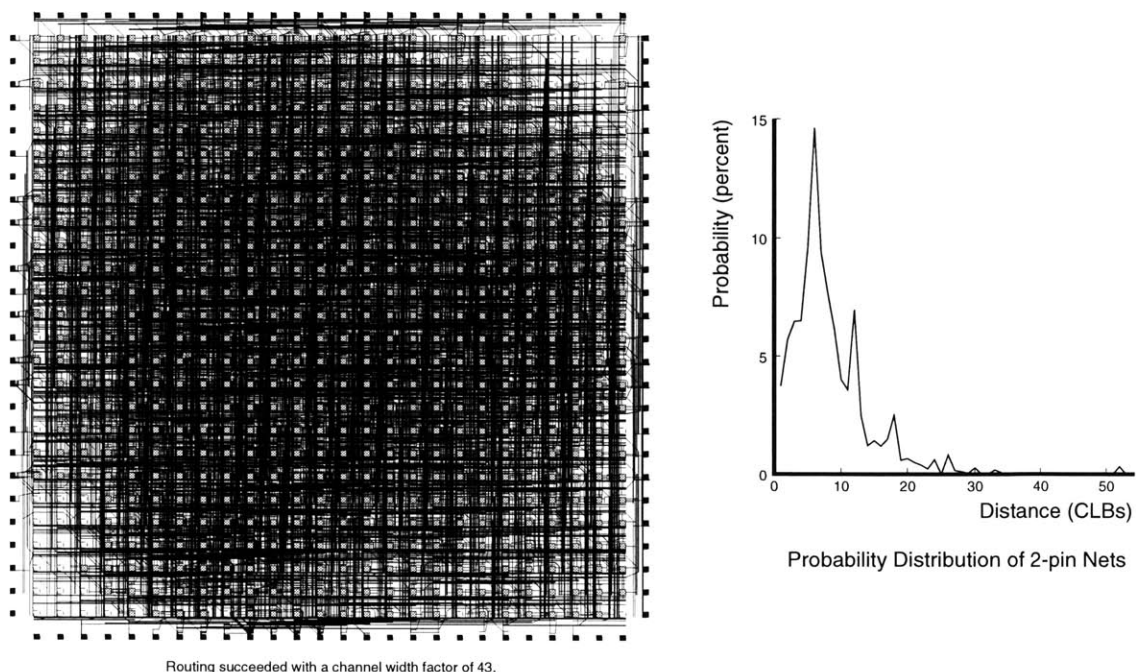 Routing succeeded with a channel width factor of 43.
15
10
5
0
Probability (percent)
0 10 20 30 40 50
Distance (CLBs)
Probability Distribution of 2-pin Nets